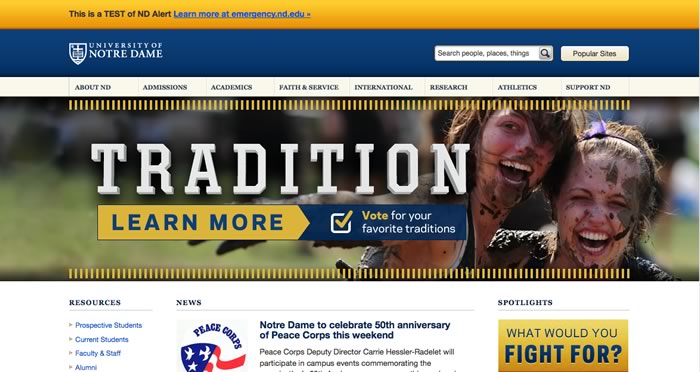 This is a TEST of ND Alert Learn more at emergency.nd.edu »
UNIVERSITY OF
NOTRE DAME
Search people, places, things
Popular Sites
ABOUT ND
ADMISSIONS
ACADEMICS
FAITH & SERVICE
INTERNATIONAL
RESEARCH
ATHLETICS
SUPPORT ND
TRADITION
LEARN MORE
Vote for your
favorite traditions
RESOURCES
Prospective Students
Current Students
Faculty & Staff
Alumni
NEWS
PEACE CORPS
Notre Dame to celebrate 50th anniversary
of Peace Corps this weekend
Peace Corps Deputy Director Carrie Hessler-Radelet will
participate in campus events commemorating the
SPOTLIGHTS
WHAT WOULD YOU
FIGHT FOR?